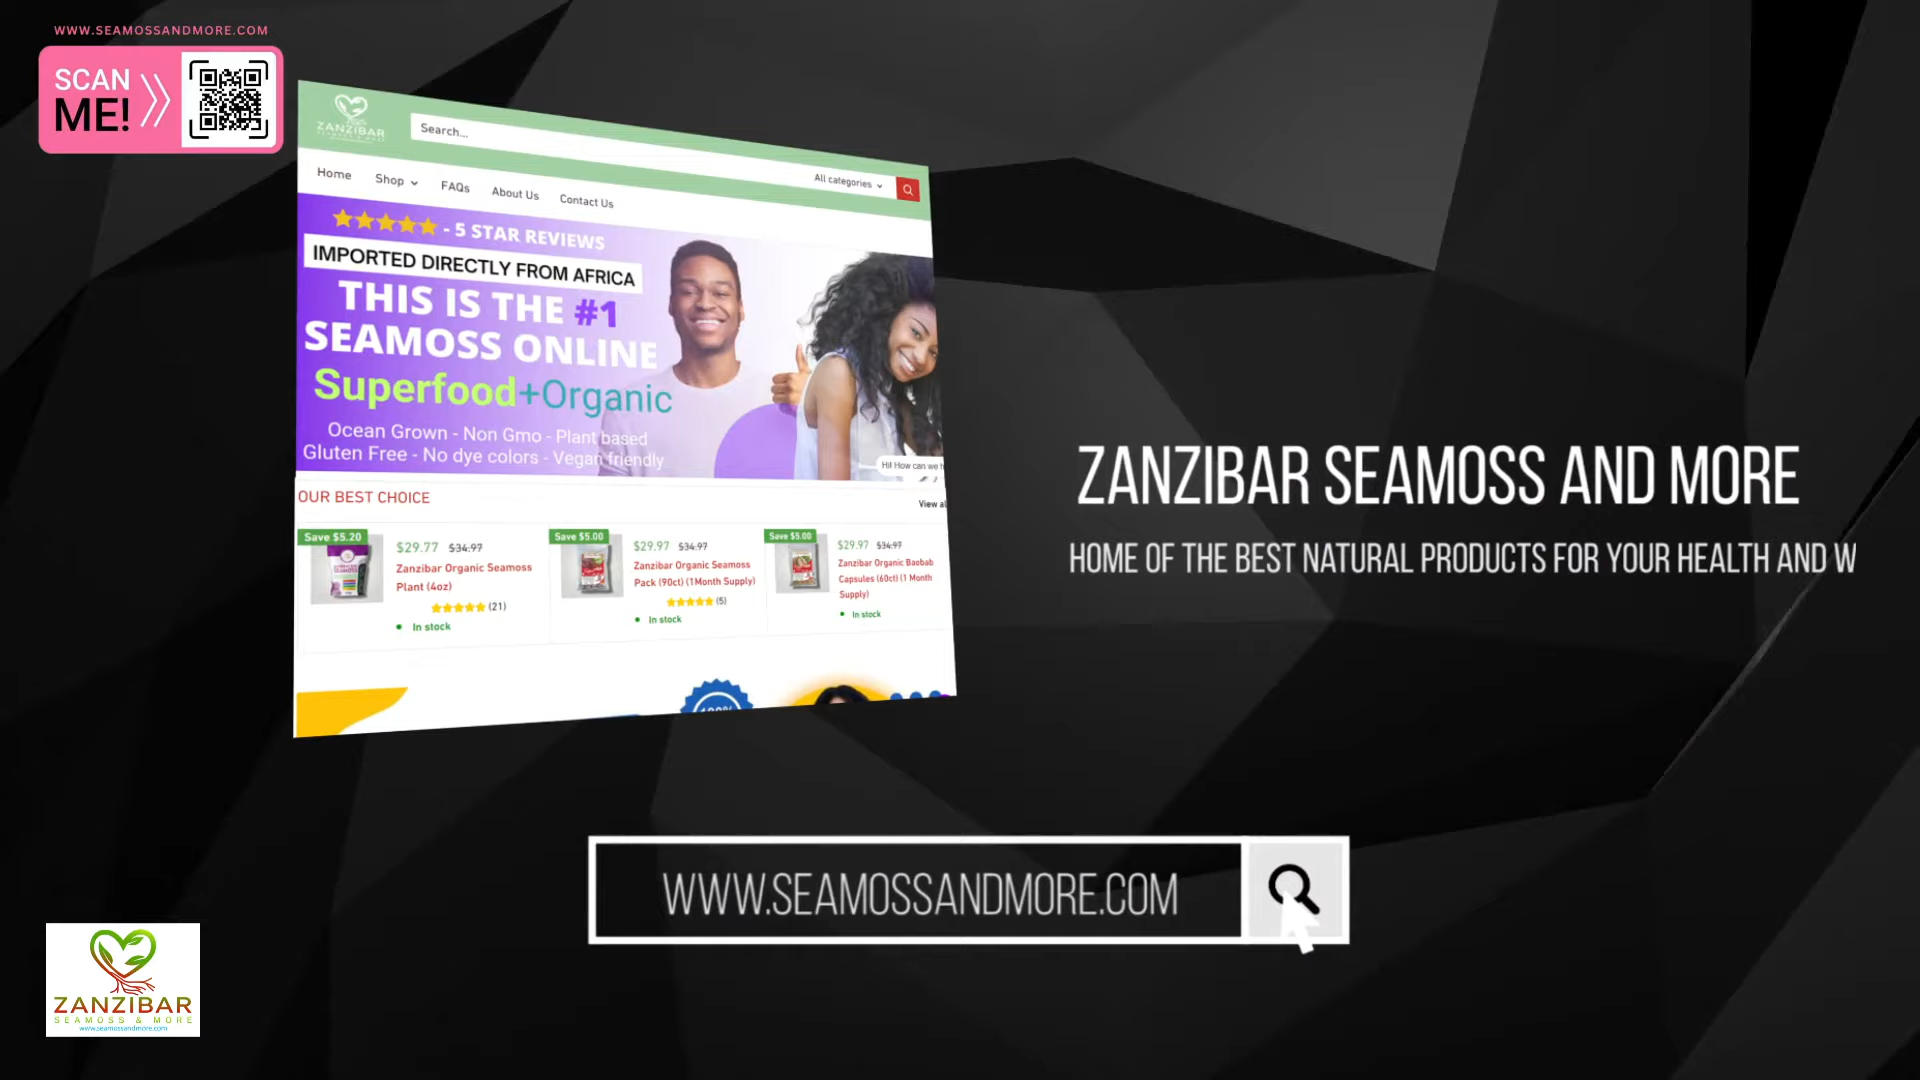 WWW.SEAMOSSANDMORE.COM
SCAN
ME!
ZANZIBAR
Search...
All categories
Home
Shop
FAQs
About Us
Contact Us
- 5 STAR REVIEWS
IMPORTED DIRECTLY FROM AFRICA
THIS IS THE #1
SEAMOSS ONLINE
Superfood+Organic
Ocean Grown - Non Gmo - Plant based
Gluten Free - No dye colors - Vegan friendly
Hi! How can we h
OUR BEST CHOICE
View al
Save $5.20
$29.77 $34.97
Zanzibar Organic Seamoss
Plant (4oz)
(21)
In stock
Save $5.00
$29.97 $34.97
Zanzibar Organic Seamoss
Pack (90ct) (1Month Supply)
(5)
In stock
Save $5.00
$29.97 $34.97
Zanzibar Organic Baobab
Capsules (60ct) (1 Month
Supply)
In stock
ZANZIBAR SEAMOSS AND MORE
HOME OF THE BEST NATURAL PRODUCTS FOR YOUR HEALTH AND W
WWW.SEAMOSSANDMORE.COM
ZANZIBAR
SEAMOSS & MORE
www.seamossandmore.com